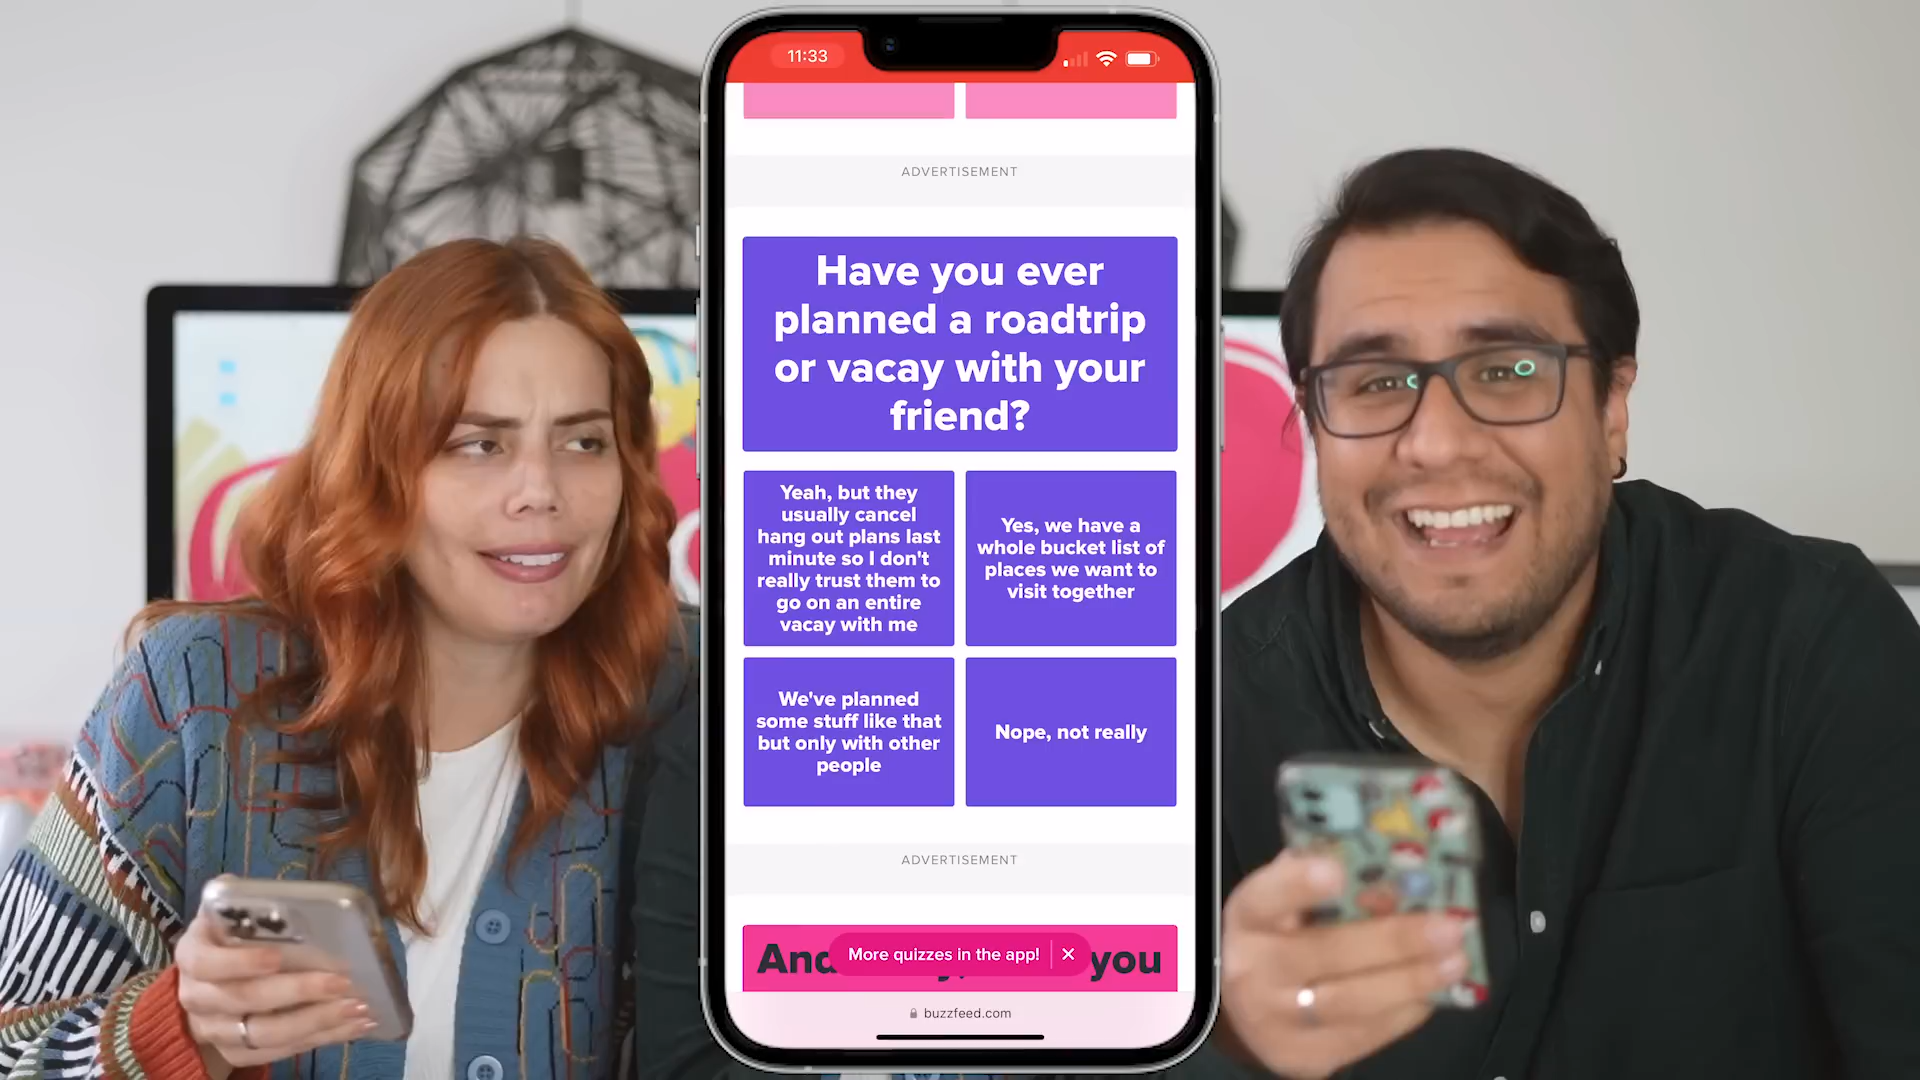 11:33
ADVERTISEMENT
Have you ever
planned a roadtrip
or vacay with your
friend?
Yeah, but they
usually cancel
hang out plans last
minute so I don't
really trust them to
go on an entire
vacay with me
Yes, we have a
whole bucket list of
places we want to
visit together
We've planned
some stuff like that
but only with other
people
Nope, not really
ADVERTISEMENT
And you
More quizzes in the app!
buzzfeed.com